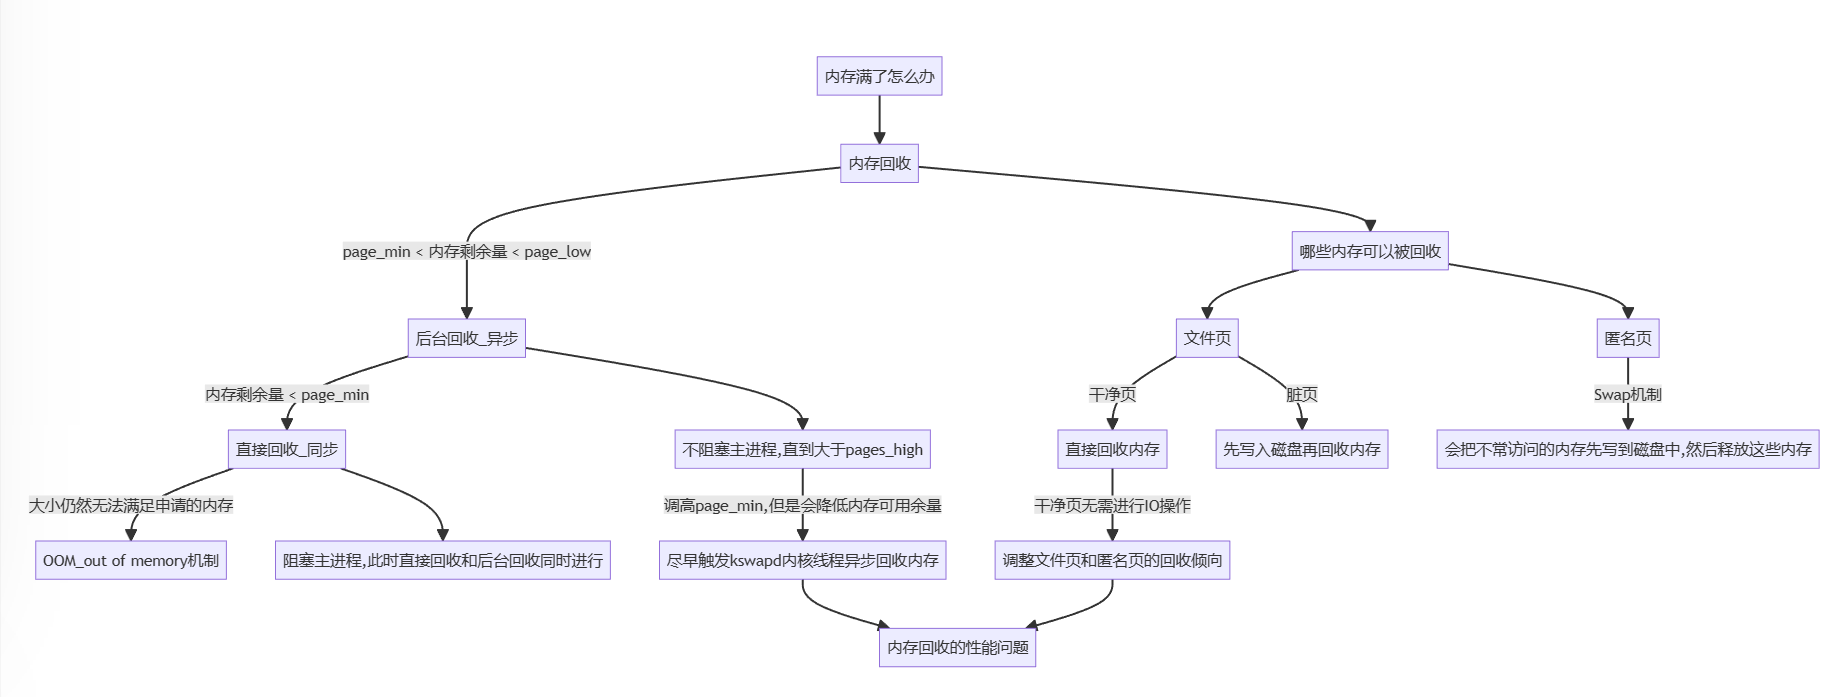 内存满了怎么办
内存回收
page_min < 内存剩余量 < page_low
哪些内存可以被回收
后台回收_异步
文件页
匿名页
内存剩余量 < page_min
干净页
脏页
Swap机制
直接回收_同步
不阻塞主进程,直到大于pages_high
直接回收内存
先写入磁盘再回收内存
会把不常访问的内存先写到磁盘中,然后释放这些内存
大小仍然无法满足申请的内存
调高page_min,但是会降低内存可用余量
干净页无需进行IO操作
OOM_out of memory机制
阻塞主进程,此时直接回收和后台回收同时进行
尽早触发kswapd内核线程异步回收内存
调整文件页和匿名页的回收倾向
内存回收的性能问题